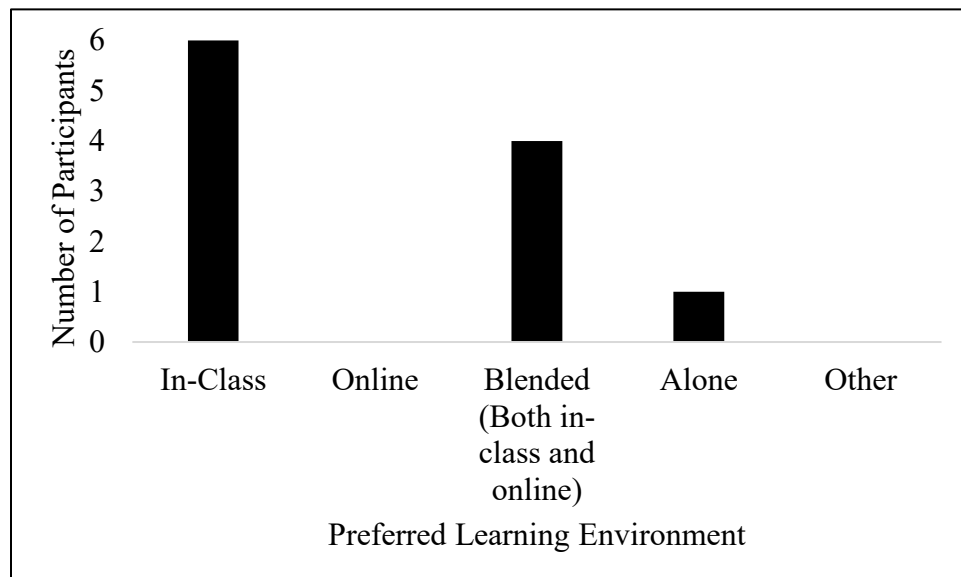 Number of Participants
6
5
4
3
2
1
0
In-Class
Online
Blended
(Both in-
class and
online)
Alone
Other
Preferred Learning Environment